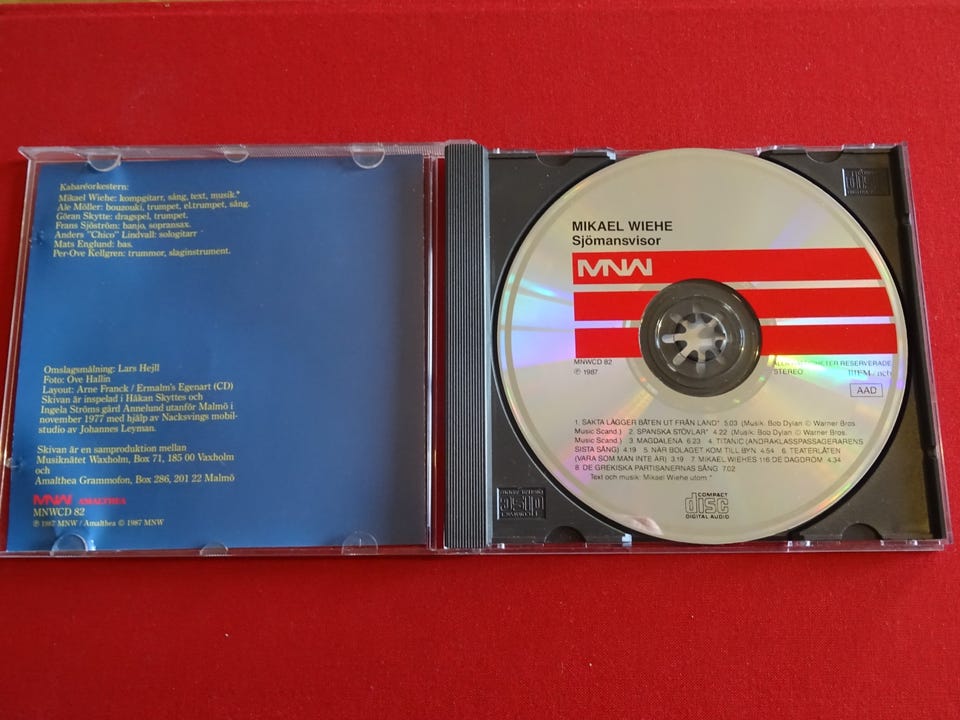 Kabaréorkestern:
Mikael Wiehe: kompgitarr, sång, text, musik.*
Ale Möller: bouzouki, trumpet, el.trumpet, sång.
Göran Skytte: dragspel, trumpet.
Frans Sjöström: banjo, sopransax.
Anders "Chico" Lindvall: sologitarr
Mats Englund: bas.
Per-Ove Kellgren: trummor, slaginstrument.
Omslagsmålning: Lars Hejll
Foto: Ove Hallin
Layout: Arne Franck / Ermalm's Egenart (CD)
Skivan är inspelad i Håkan Skyttes och
Ingela Ströms gård Annelund utanför Malmö i
november 1977 med hjälp av Nacksvings mobil-
studio av Johannes Leyman.
Skivan är en samproduktion mellan
Musiknätet Waxholm, Box 71, 185 00 Vaxholm
och
Amalthea Grammofon, Box 286, 201 22 Malmö
MNW AMALTHEA
MNWCD 82
℗ 1987 MNW / Amalthea © 1987 MNW
MIKAEL WIEHE
Sjömansvisor
MNW
MNWCD 82
℗ 1987
RESERVERADE
STEREO
ncb
AAD
1. SAKTA LÄGGER BÅTEN UT FRÅN LAND* 5.03 (Musik: Bob Dylan © Warner Bros.
Music Scand.) 2. SPANSKA STÖVLAR* 4.22 (Musik: Bob Dylan © Warner Bros.
Music Scand.) 3. MAGDALENA 6.23 4. TITANIC (ANDRAKLASSPASSAGERARENS
SISTA SÅNG) 4.19 5. NÄR BOLAGET KOM TILL BYN 4.54 6. TEATERLÅTEN
(VARA SOM MAN INTE ÄR) 3.19 7. MIKAEL WIEHES 116:DE DAGDRÖM 4.34
8. DE GREKISKA PARTISANERNAS SÅNG 7.02
Text och musik: Mikael Wiehe utom *
COMPACT
disc
DIGITAL AUDIO